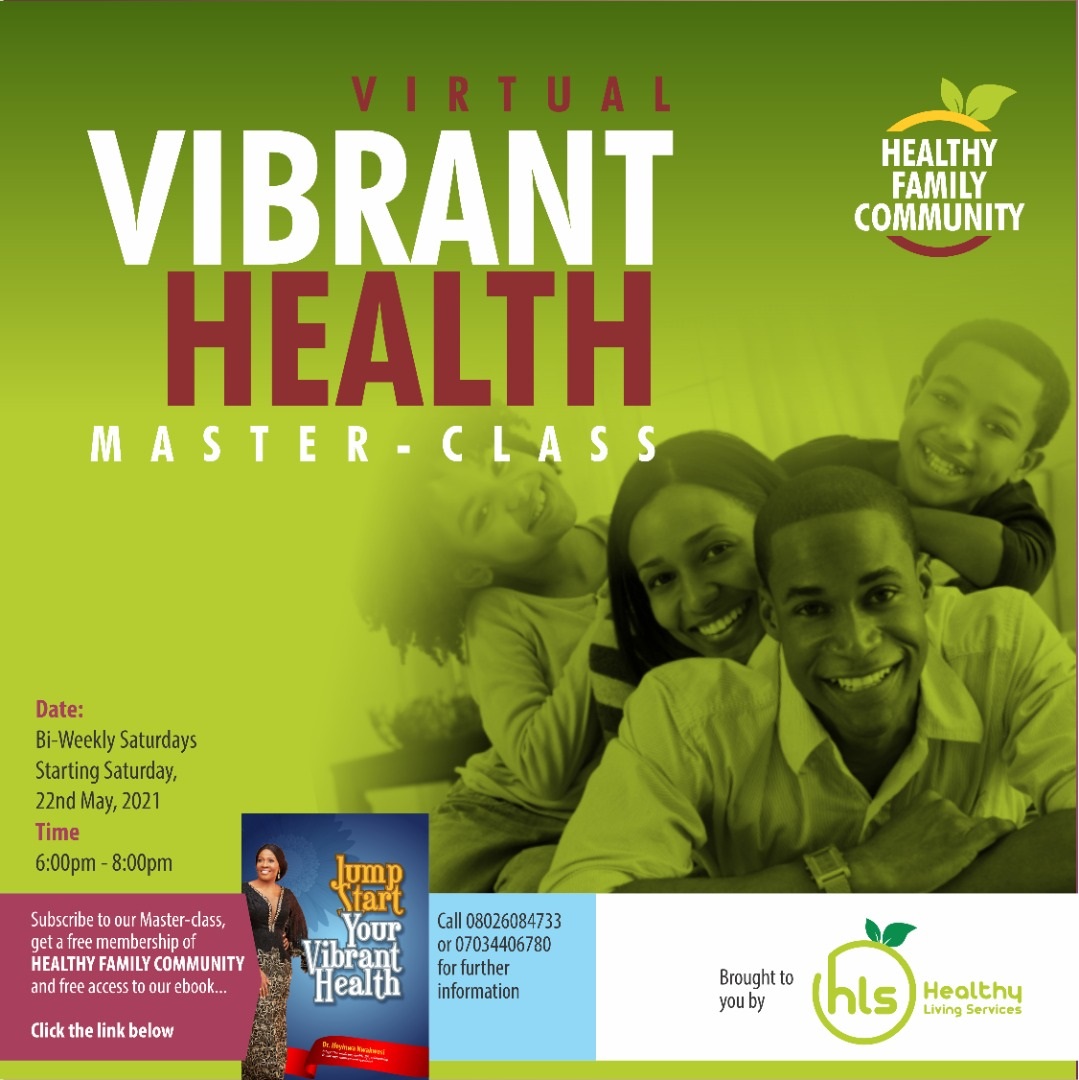 VIRTUAL
VIBRANT
HEALTH
MASTER-CLASS
HEALTHY
FAMILY
COMMUNITY
Date:
Bi-Weekly Saturdays
Starting Saturday,
22nd May, 2021
Time
6:00pm - 8:00pm
Subscribe to our Master-class,
get a free membership of
HEALTHY FAMILY COMMUNITY
and free access to our ebook...
Click the link below
Jump
Start
Your
Vibrant
Health
Dr. Ifeyinwa Nwakwesi
Call 08026084733
or 07034406780
for further
information
Brought to
you by
hls
Healthy
Living Services